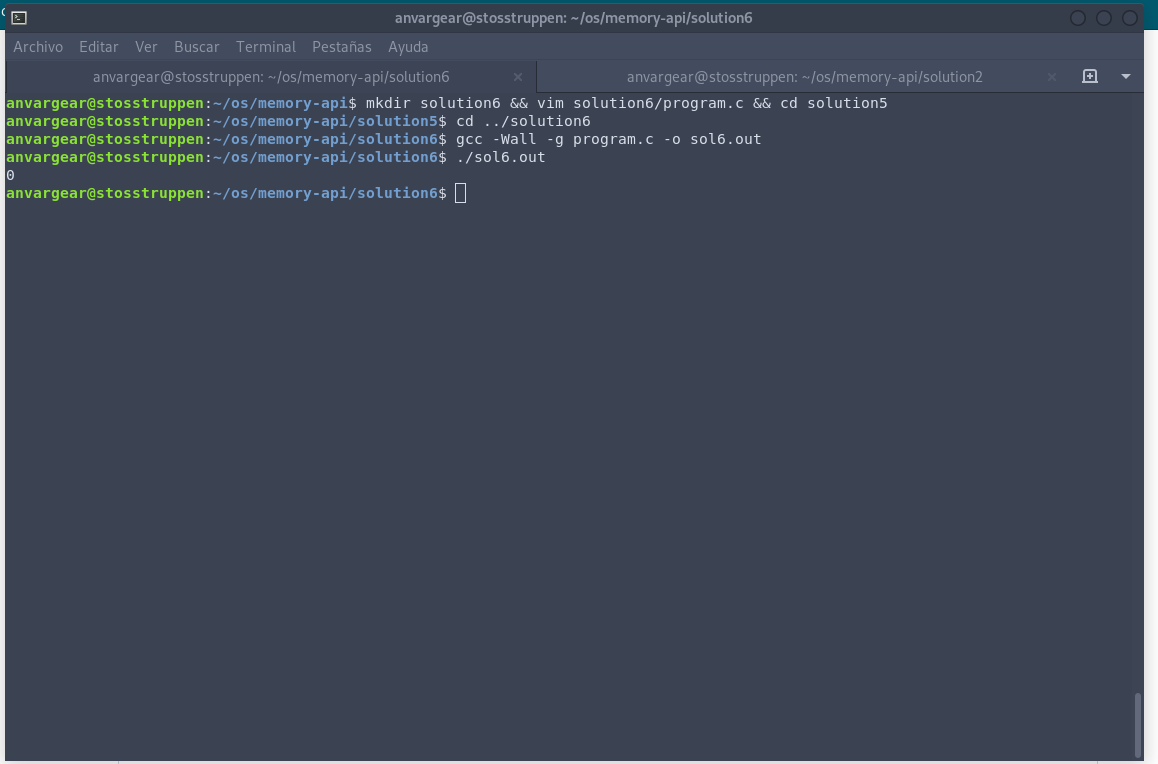 anvargear@stosstruppen: ~/os/memory-api/solution6
Archivo Editar Ver Buscar Terminal Pestañas Ayuda
anvargear@stosstruppen: ~/os/memory-api/solution6 × anvargear@stosstruppen: ~/os/memory-api/solution2 ×
anvargear@stosstruppen:~/os/memory-api$ mkdir solution6 && vim solution6/program.c && cd solution5
anvargear@stosstruppen:~/os/memory-api/solution5$ cd ../solution6
anvargear@stosstruppen:~/os/memory-api/solution6$ gcc -Wall -g program.c -o sol6.out
anvargear@stosstruppen:~/os/memory-api/solution6$ ./sol6.out
0
anvargear@stosstruppen:~/os/memory-api/solution6$